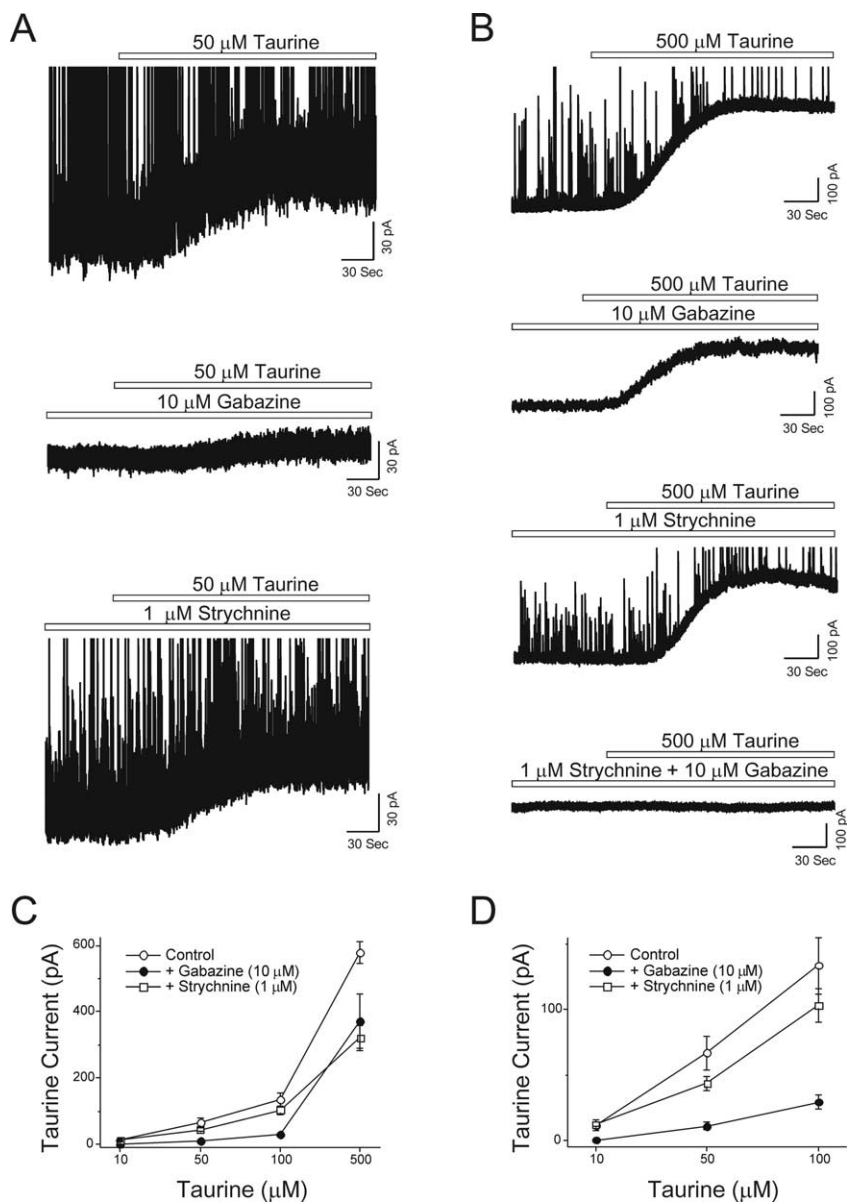 A
50 μM Taurine
30 pA
30 Sec
50 μM Taurine
10 μM Gabazine
30 pA
30 Sec
50 μM Taurine
1 μM Strychnine
30 pA
30 Sec
B
500 μM Taurine
100 pA
30 Sec
500 μM Taurine
10 μM Gabazine
100 pA
30 Sec
500 μM Taurine
1 μM Strychnine
100 pA
30 Sec
500 μM Taurine
1 μM Strychnine + 10 μM Gabazine
100 pA
30 Sec
C
Taurine Current (pA)
600
400
200
0
Control
+ Gabazine (10 μM)
+ Strychnine (1 μM)
10 50 100 500
Taurine (μM)
D
Taurine Current (pA)
100
0
Control
+ Gabazine (10 μM)
+ Strychnine (1 μM)
10 50 100
Taurine (μM)